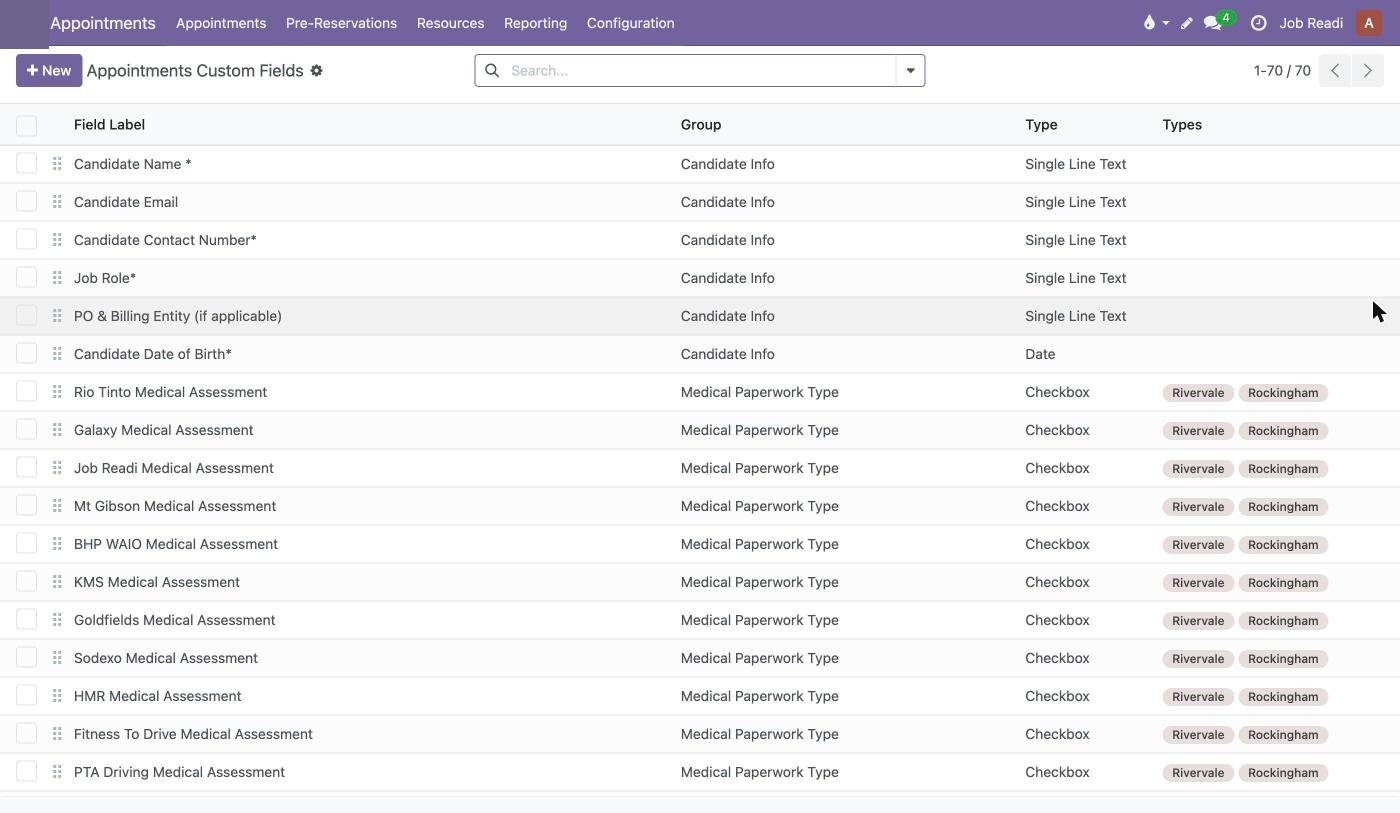 Appointments Appointments Pre-Reservations Resources Reporting Configuration 4 Job Readi A
New Appointments Custom Fields Search... 1-70 / 70
Field Label Group Type Types
Candidate Name * Candidate Info Single Line Text
Candidate Email Candidate Info Single Line Text
Candidate Contact Number* Candidate Info Single Line Text
Job Role* Candidate Info Single Line Text
PO & Billing Entity (if applicable) Candidate Info Single Line Text
Candidate Date of Birth* Candidate Info Date
Rio Tinto Medical Assessment Medical Paperwork Type Checkbox Rivervale Rockingham
Galaxy Medical Assessment Medical Paperwork Type Checkbox Rivervale Rockingham
Job Readi Medical Assessment Medical Paperwork Type Checkbox Rivervale Rockingham
Mt Gibson Medical Assessment Medical Paperwork Type Checkbox Rivervale Rockingham
BHP WAIO Medical Assessment Medical Paperwork Type Checkbox Rivervale Rockingham
KMS Medical Assessment Medical Paperwork Type Checkbox Rivervale Rockingham
Goldfields Medical Assessment Medical Paperwork Type Checkbox Rivervale Rockingham
Sodexo Medical Assessment Medical Paperwork Type Checkbox Rivervale Rockingham
HMR Medical Assessment Medical Paperwork Type Checkbox Rivervale Rockingham
Fitness To Drive Medical Assessment Medical Paperwork Type Checkbox Rivervale Rockingham
PTA Driving Medical Assessment Medical Paperwork Type Checkbox Rivervale Rockingham